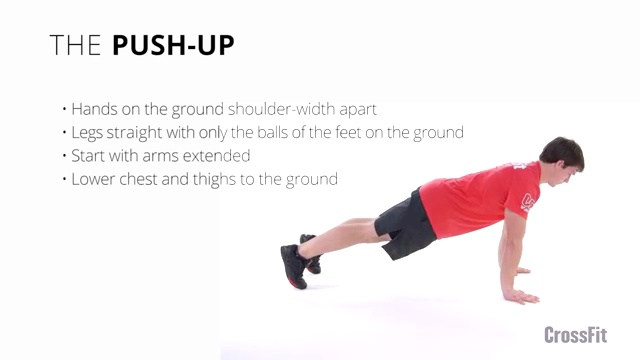 THE PUSH-UP
• Hands on the ground shoulder-width apart
• Legs straight with only the balls of the feet on the ground
• Start with arms extended
• Lower chest and thighs to the ground
CrossFit